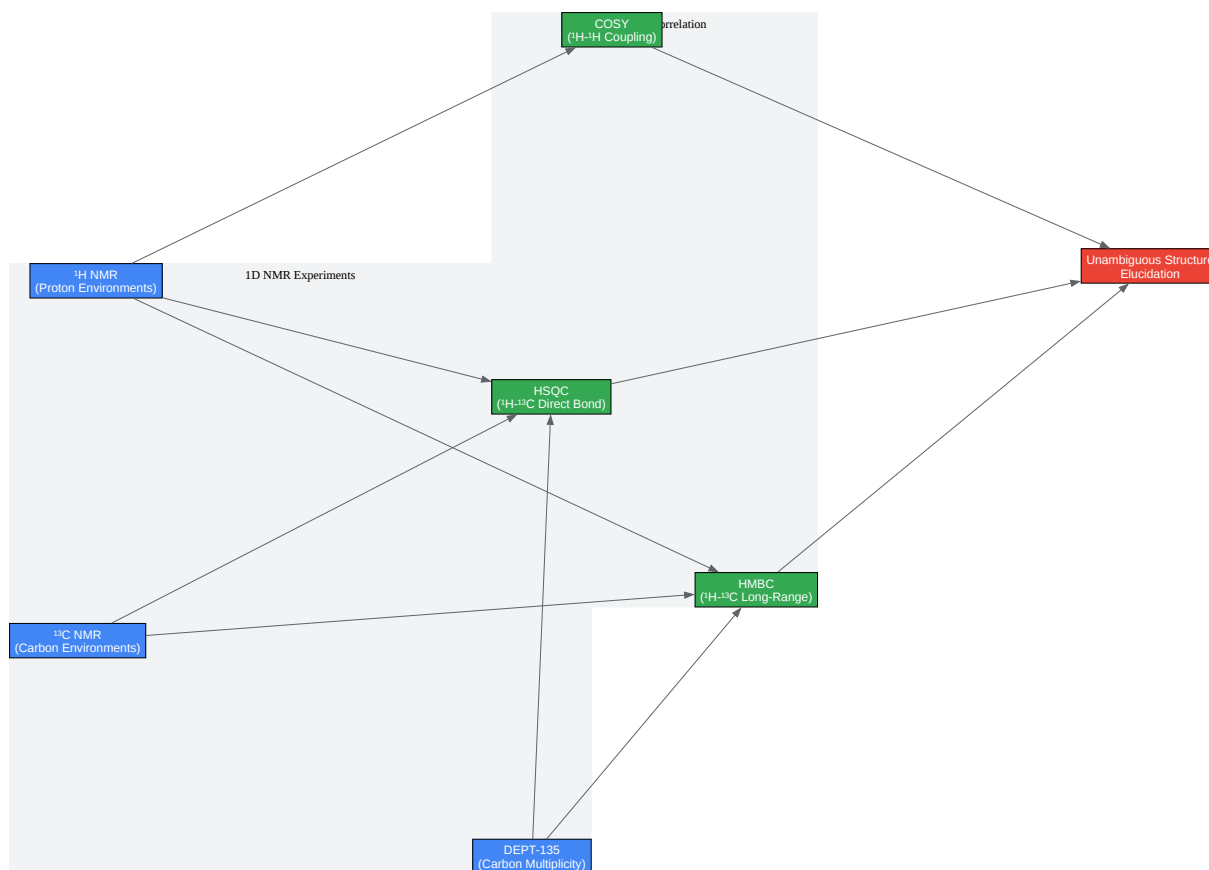 COSY
(¹H-¹H Coupling)
¹H NMR
(Proton Environments)
1D NMR Experiments
Unambiguous Structure
Elucidation
HSQC
(¹H-¹³C Direct Bond)
HMBC
(¹H-¹³C Long-Range)
¹³C NMR
(Carbon Environments)
DEPT-135
(Carbon Multiplicity)